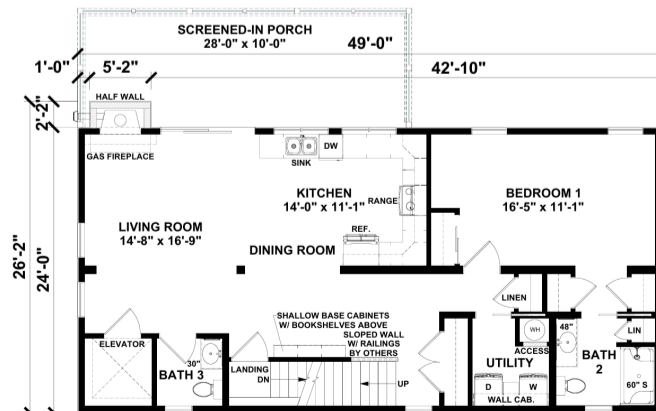 SCREENED-IN PORCH
28'-0" x 10'-0"
49'-0"
1'-0"
5'-2"
42'-10"
HALF WALL
2'-2"
GAS FIREPLACE
SINK
DW
KITCHEN
14'-0" x 11'-1"
RANGE
BEDROOM 1
16'-5" x 11'-1"
LIVING ROOM
14'-8" x 16'-9"
REF.
DINING ROOM
26'-2"
24'-0"
LINEN
SHALLOW BASE CABINETS
W/ BOOKSHELVES ABOVE
SLOPED WALL
W/ RAILINGS
BY OTHERS
WH
48"
LIN
ELEVATOR
30"
ACCESS
BATH 3
LANDING
DN
UP
UTILITY
BATH
2
D
W
60" S
WALL CAB.